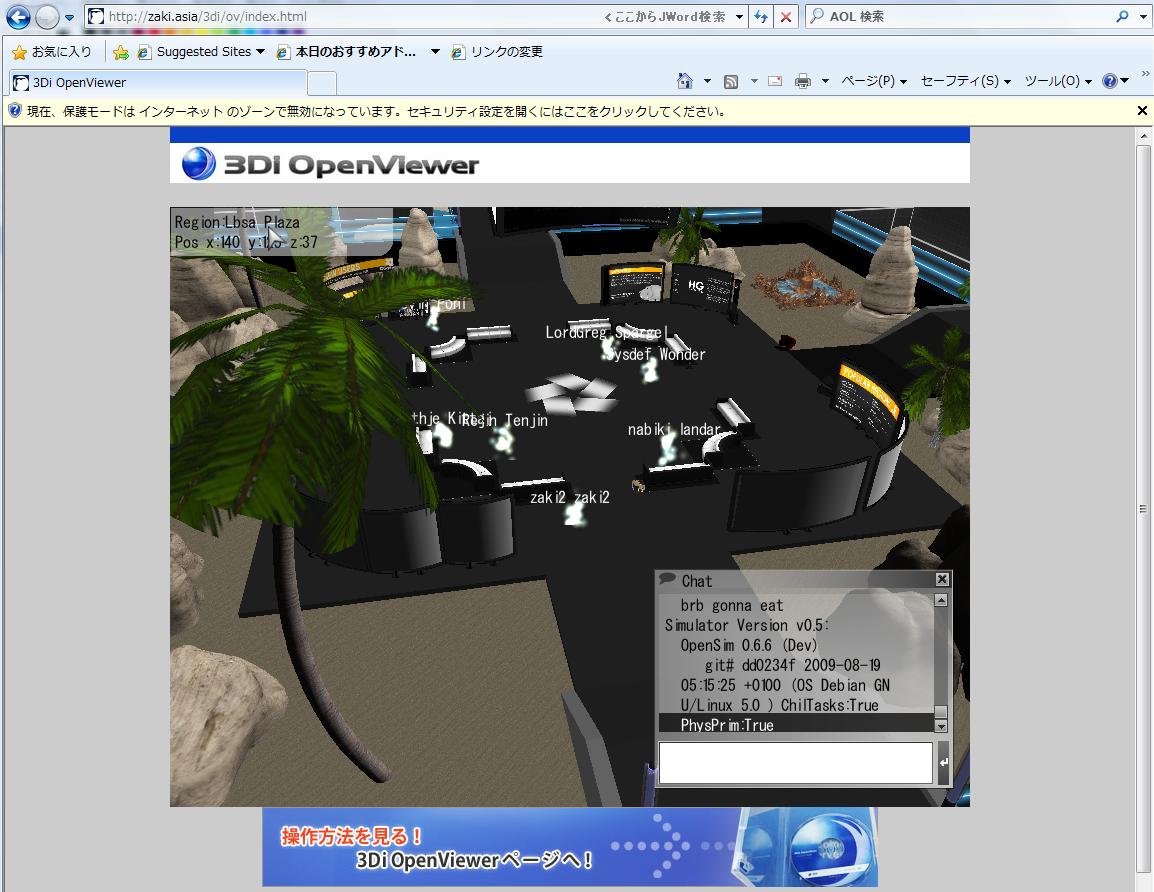 http://zaki.asia/3di/ov/index.html
<ここからJWord検索
AOL 検索
お気に入り
Suggested Sites
本日のおすすめアド...
リンクの変更
3Di OpenViewer
ページ(P)
セーフティ(S)
ツール(O)
現在、保護モードは インターネット のゾーンで無効になっています。セキュリティ設定を開くにはここをクリックしてください。
3Di OpenViewer
Region:Lbsa Plaza
Pos x:140 z:37
HG
POPULAR
LordGreg Spargel
Sysdef Wonder
Tenjin
nabiki landar
zaki2 zaki2
Chat
brb gonna eat
Simulator Version v0.5:
OpenSim 0.6.6 (Dev)
git# dd0234f 2009-08-19
05:15:25 +0100 (OS Debian GN
U/Linux 5.0 ) ChilTasks:True
PhysPrim:True
操作方法を見る！
3Di OpenViewerページへ！